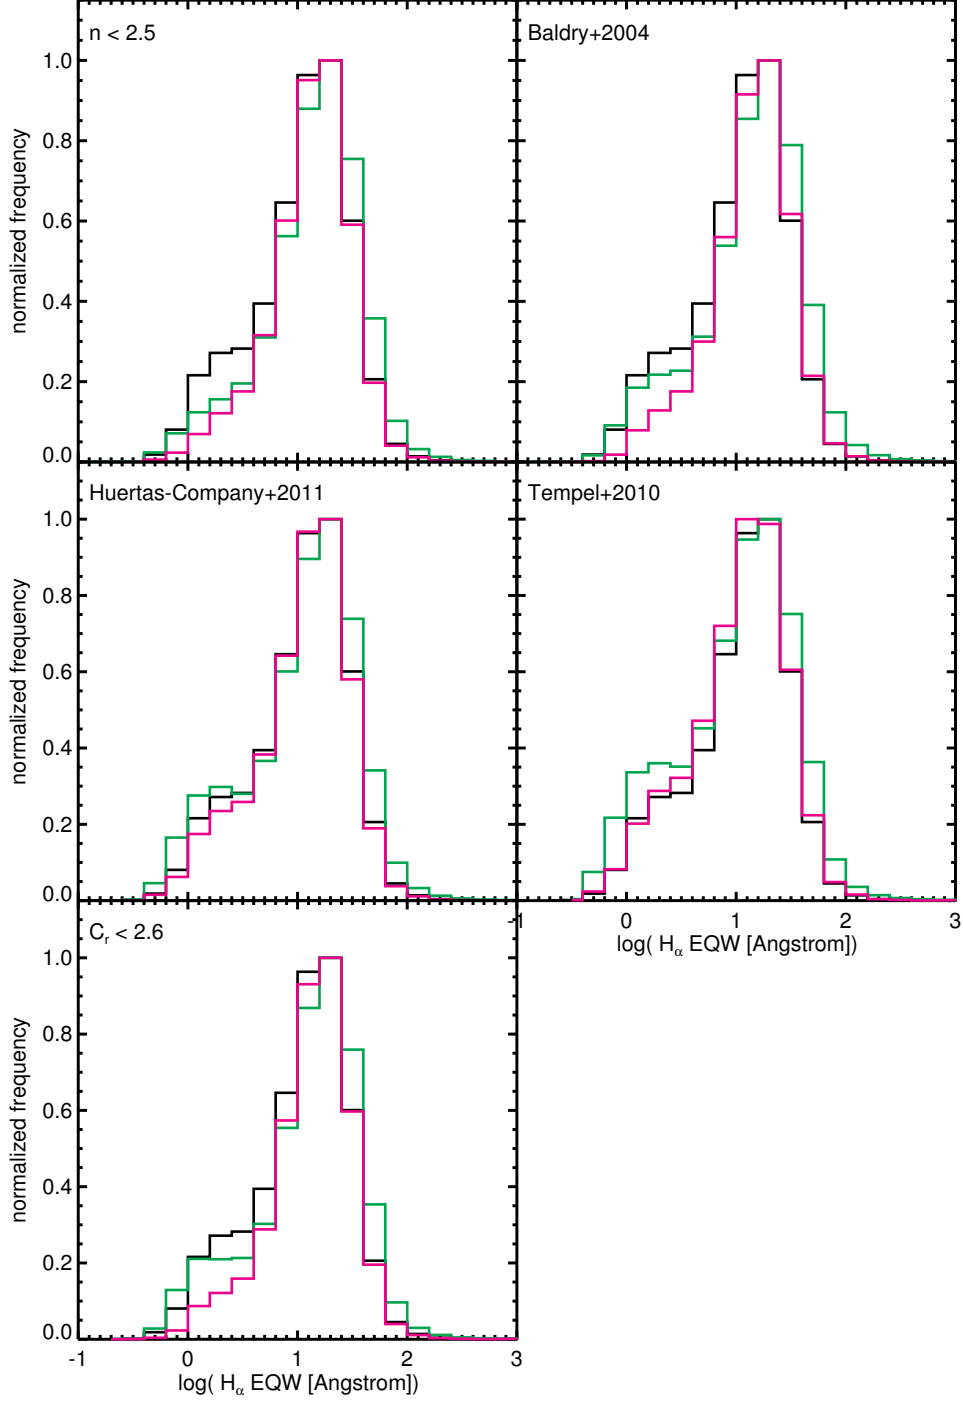 n < 2.5
Baldry+2004
1.0
0.8
0.6
0.4
0.2
0.0
normalized frequency
Huertas-Company+2011
Tempel+2010
1.0
0.8
0.6
0.4
0.2
0.0
normalized frequency
-1 0 1 2 3
log( Hα EQW [Angstrom])
Cr < 2.6
1.0
0.8
0.6
0.4
0.2
0.0
normalized frequency
-1 0 1 2 3
log( Hα EQW [Angstrom])